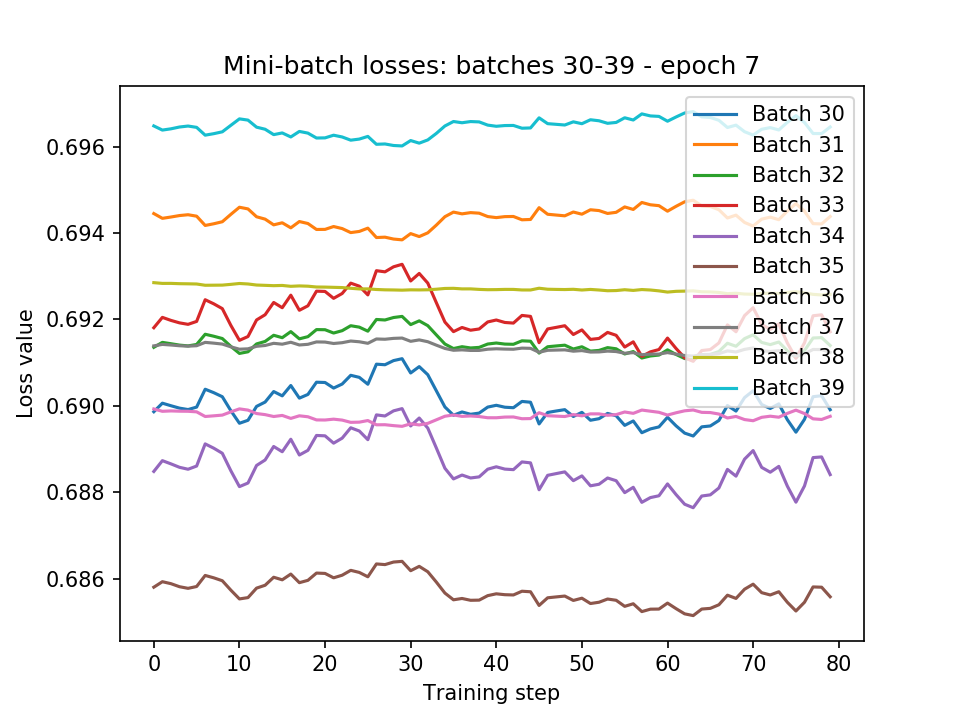 Mini-batch losses: batches 30-39 - epoch 7
Batch 30
Batch 31
Batch 32
Batch 33
Batch 34
Batch 35
Batch 36
Batch 37
Batch 38
Batch 39
0.696
0.694
0.692
0.690
0.688
0.686
Loss value
0 10 20 30 40 50 60 70 80
Training step